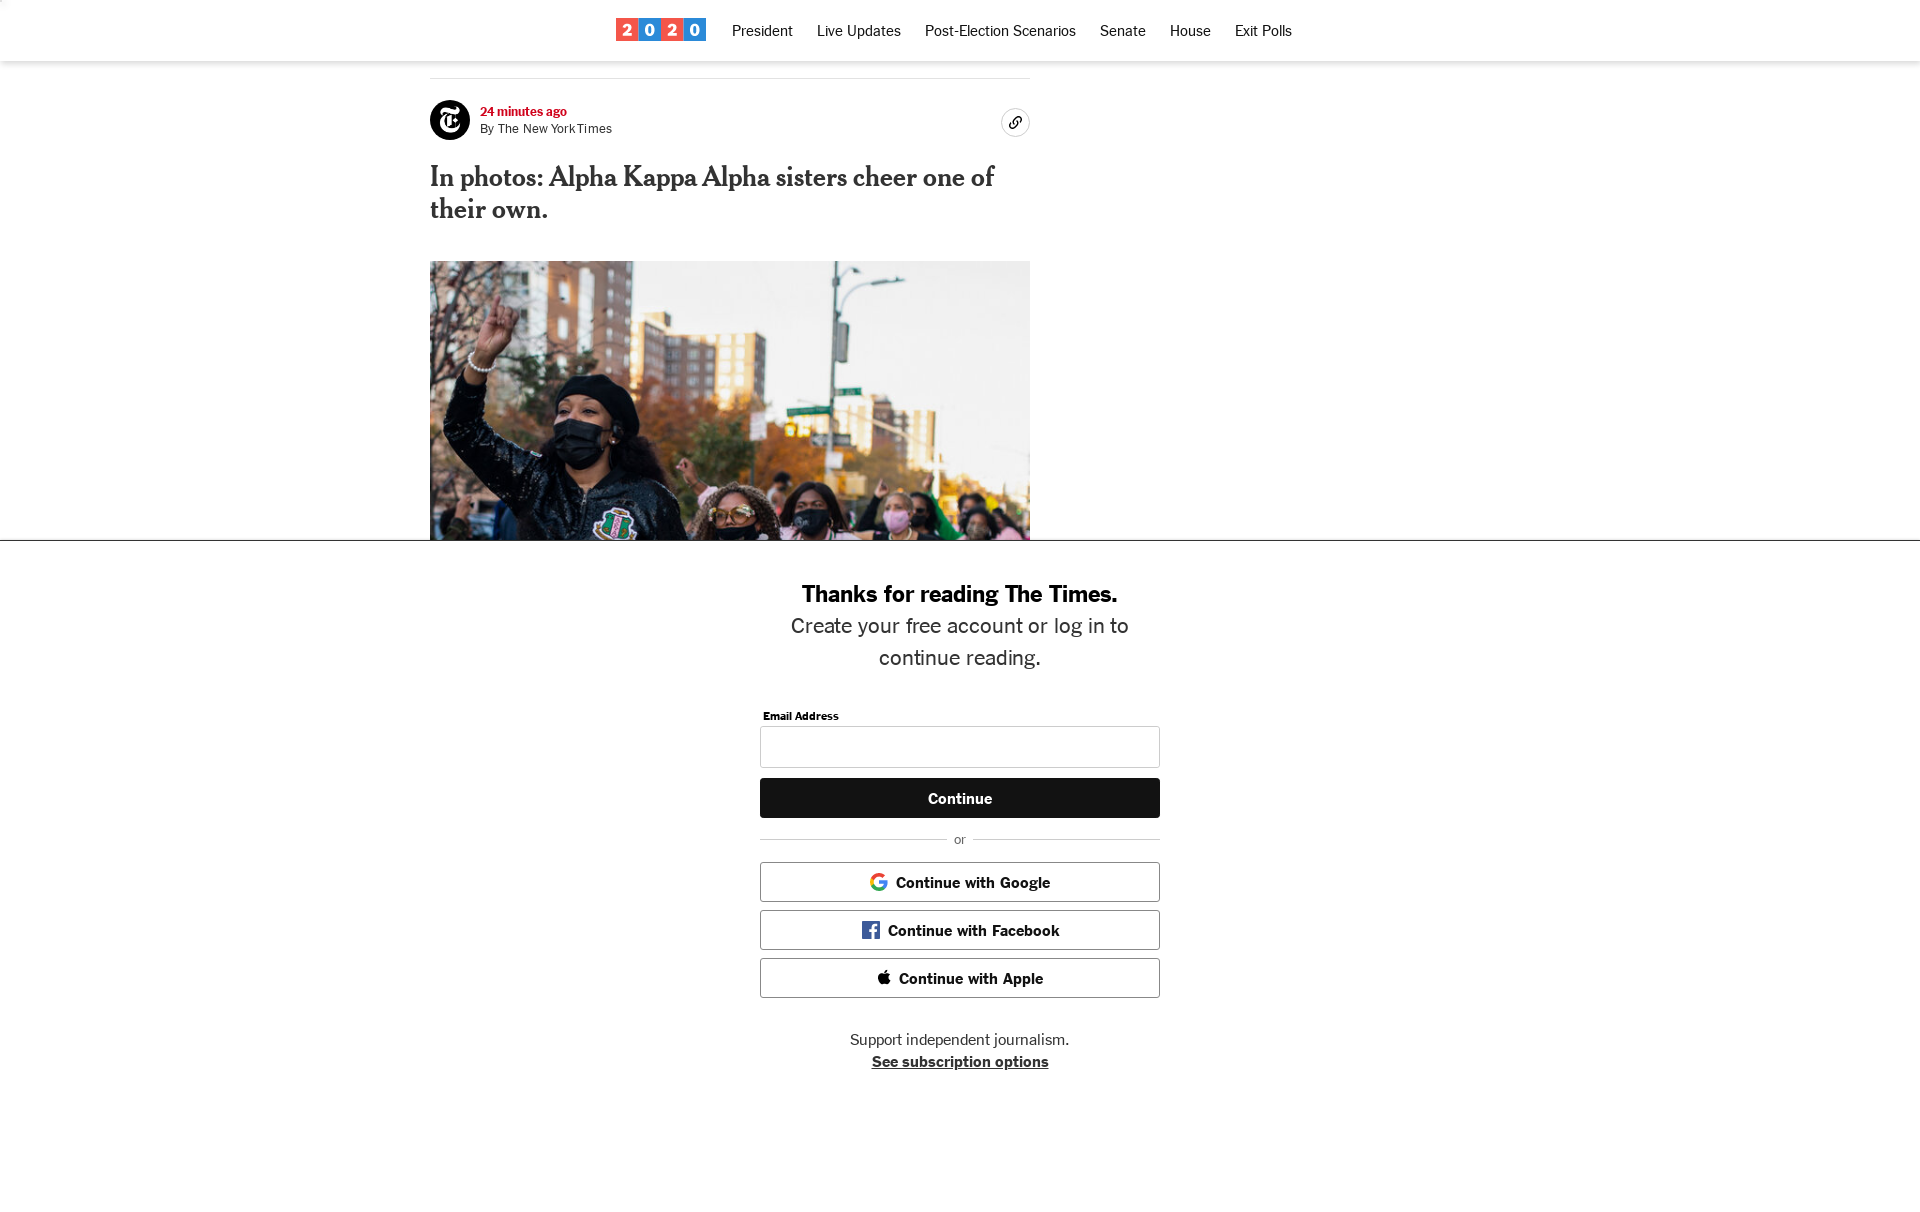 2020 President Live Updates Post-Election Scenarios Senate House Exit Polls
24 minutes ago
By The New York Times
In photos: Alpha Kappa Alpha sisters cheer one of
their own.
Thanks for reading The Times.
Create your free account or log in to
continue reading.
Email Address
Continue
or
Continue with Google
Continue with Facebook
Continue with Apple
Support independent journalism.
See subscription options